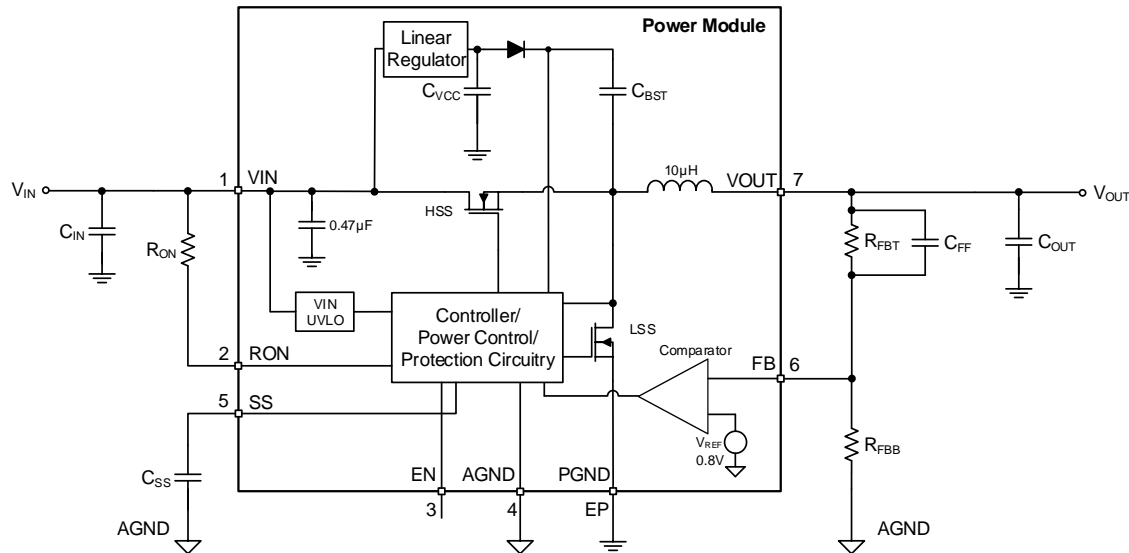 Power Module
Linear
Regulator
C_VCC
C_BST
V_IN
1
VIN
10µH
VOUT
7
V_OUT
HSS
C_IN
R_ON
0.47µF
R_FBT
C_FF
C_OUT
VIN
UVLO
Controller/
Power Control/
Protection Circuitry
LSS
Comparator
2
RON
FB
6
5
SS
V_REF
0.8V
R_FBB
C_SS
EN
AGND
PGND
3
4
EP
AGND
AGND